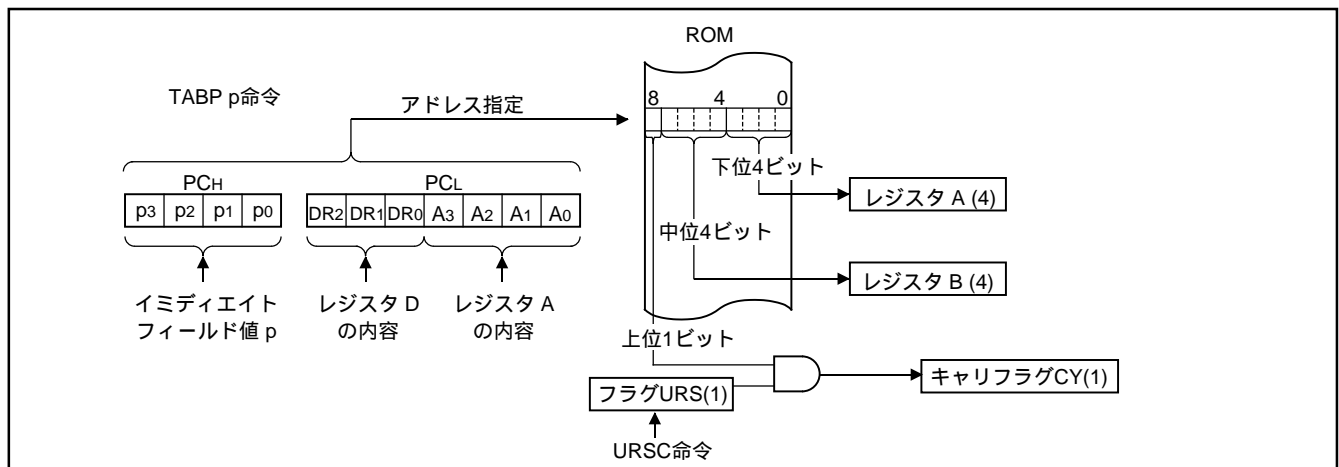 ROM
TABP p命令
アドレス指定
8 4 0
PCH PCL
p3 p2 p1 p0 DR2 DR1 DR0 A3 A2 A1 A0
下位4ビット
レジスタ A (4)
中位4ビット
レジスタ B (4)
イミディエイト
フィールド値 p
レジスタ D
の内容
レジスタ A
の内容
上位1ビット
キャリフラグCY(1)
フラグURS(1)
URSC命令